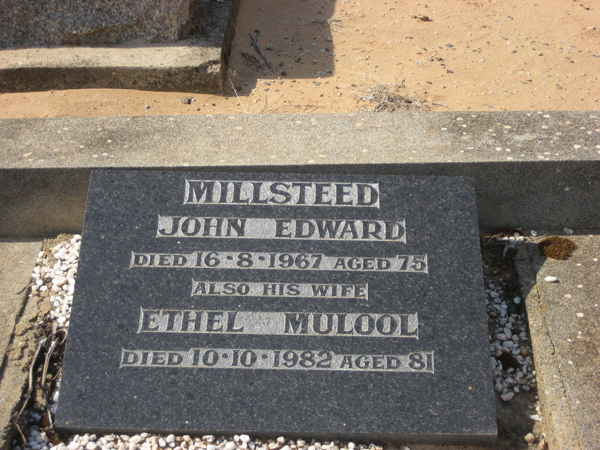 MILLSTEED
JOHN EDWARD
DIED 16·8·1967 AGED 75
ALSO HIS WIFE
ETHEL MULOOL
DIED 10·10·1982 AGED 81